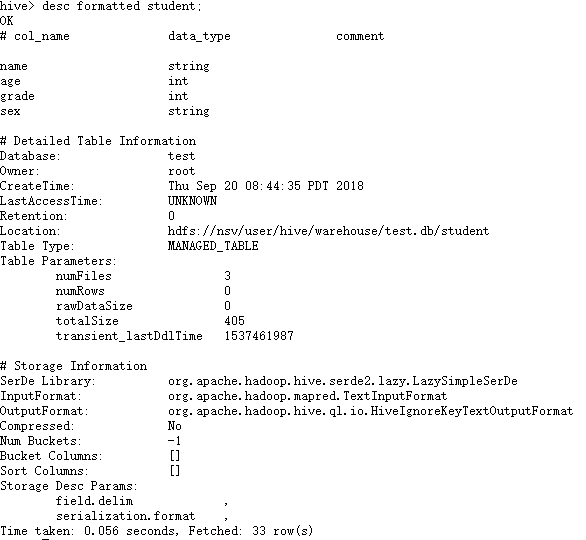 hive> desc formatted student;
OK
# col_name data_type comment
name string
age int
grade int
sex string
# Detailed Table Information
Database: test
Owner: root
CreateTime: Thu Sep 20 08:44:35 PDT 2018
LastAccessTime: UNKNOWN
Retention: 0
Location: hdfs://nsv/user/hive/warehouse/test.db/student
Table Type: MANAGED_TABLE
Table Parameters:
numFiles 3
numRows 0
rawDataSize 0
totalSize 405
transient_lastDdlTime 1537461987
# Storage Information
SerDe Library: org.apache.hadoop.hive.serde2.lazy.LazySimpleSerDe
InputFormat: org.apache.hadoop.mapred.TextInputFormat
OutputFormat: org.apache.hadoop.hive.ql.io.HiveIgnoreKeyTextOutputFormat
Compressed: No
Num Buckets: -1
Bucket Columns: []
Sort Columns: []
Storage Desc Params:
field.delim ,
serialization.format ,
Time taken: 0.056 seconds, Fetched: 33 row(s)